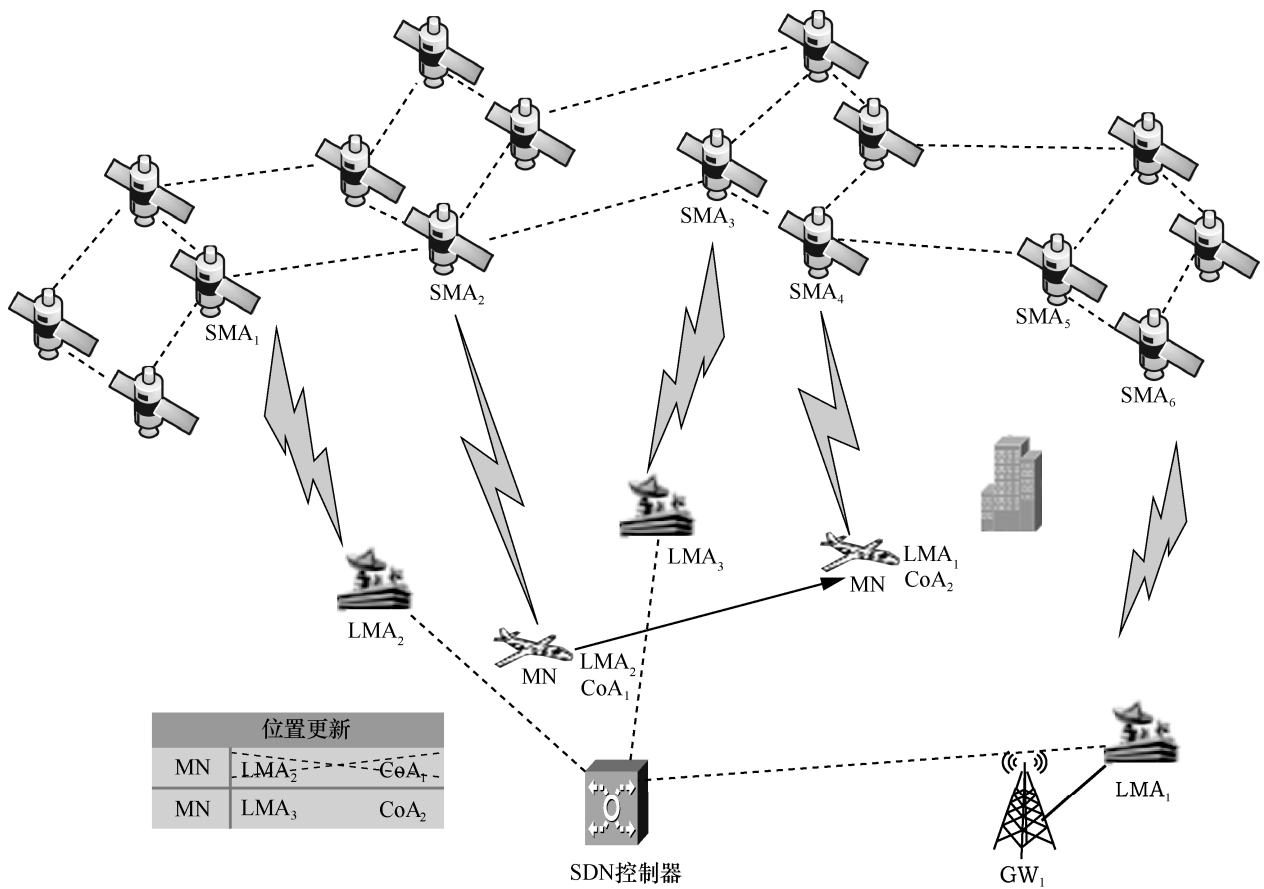 SMA₃
SMA₂
SMA₄
SMA₁
SMA₅
SMA₆
LMA₃
LMA₁
MN CoA₂
LMA₂
LMA₂
MN CoA₁
位置更新
MN LMA₂ CoA₁
MN LMA₃ CoA₂
LMA₁
SDN控制器
GW₁